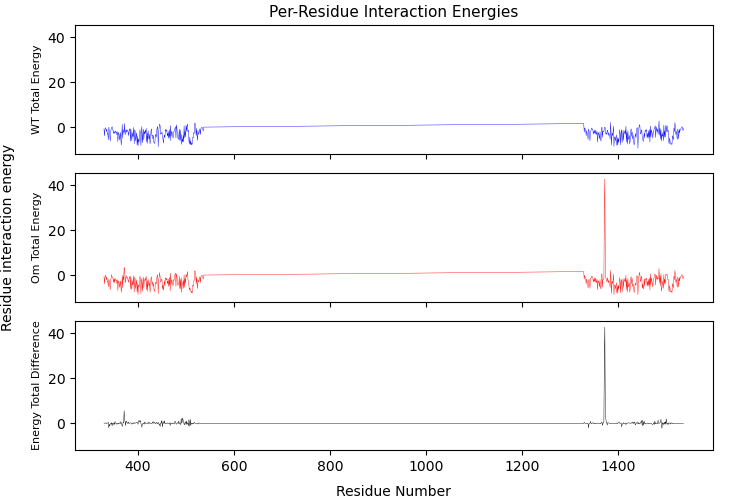 Per-Residue Interaction Energies
Residue interaction energy
WT Total Energy
40
20
0
Om Total Energy
40
20
0
Energy Total Difference
40
20
0
400 600 800 1000 1200 1400
Residue Number